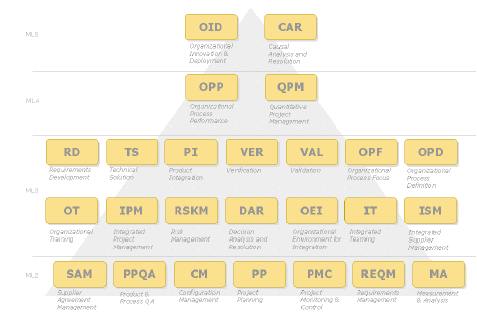 ML5
OID CAR
Organizational Causal
Innovation & Analysis and
Deployment Resolution
ML4
OPP QPM
Organizational Quantitative
Process Project
Performance Management
ML3
RD TS PI VER VAL OPF OPD
Requirements Technical Product Verification Validation Organizational Organizational
Development Solution Integration Process Focus Process
Definition
OT IPM RSKM DAR OEI IT ISM
Organizational Integrated Risk Decision Organizational Integrated Integrated
Training Project Management Analysis and Environment for Teaming Supplier
Management Resolution Integration Management
ML2
SAM PPQA CM PP PMC REQM MA
Supplier Product & Configuration Project Project Requirements Measurement
Agreement Process QA Management Planning Monitoring & Management & Analysis
Management Control